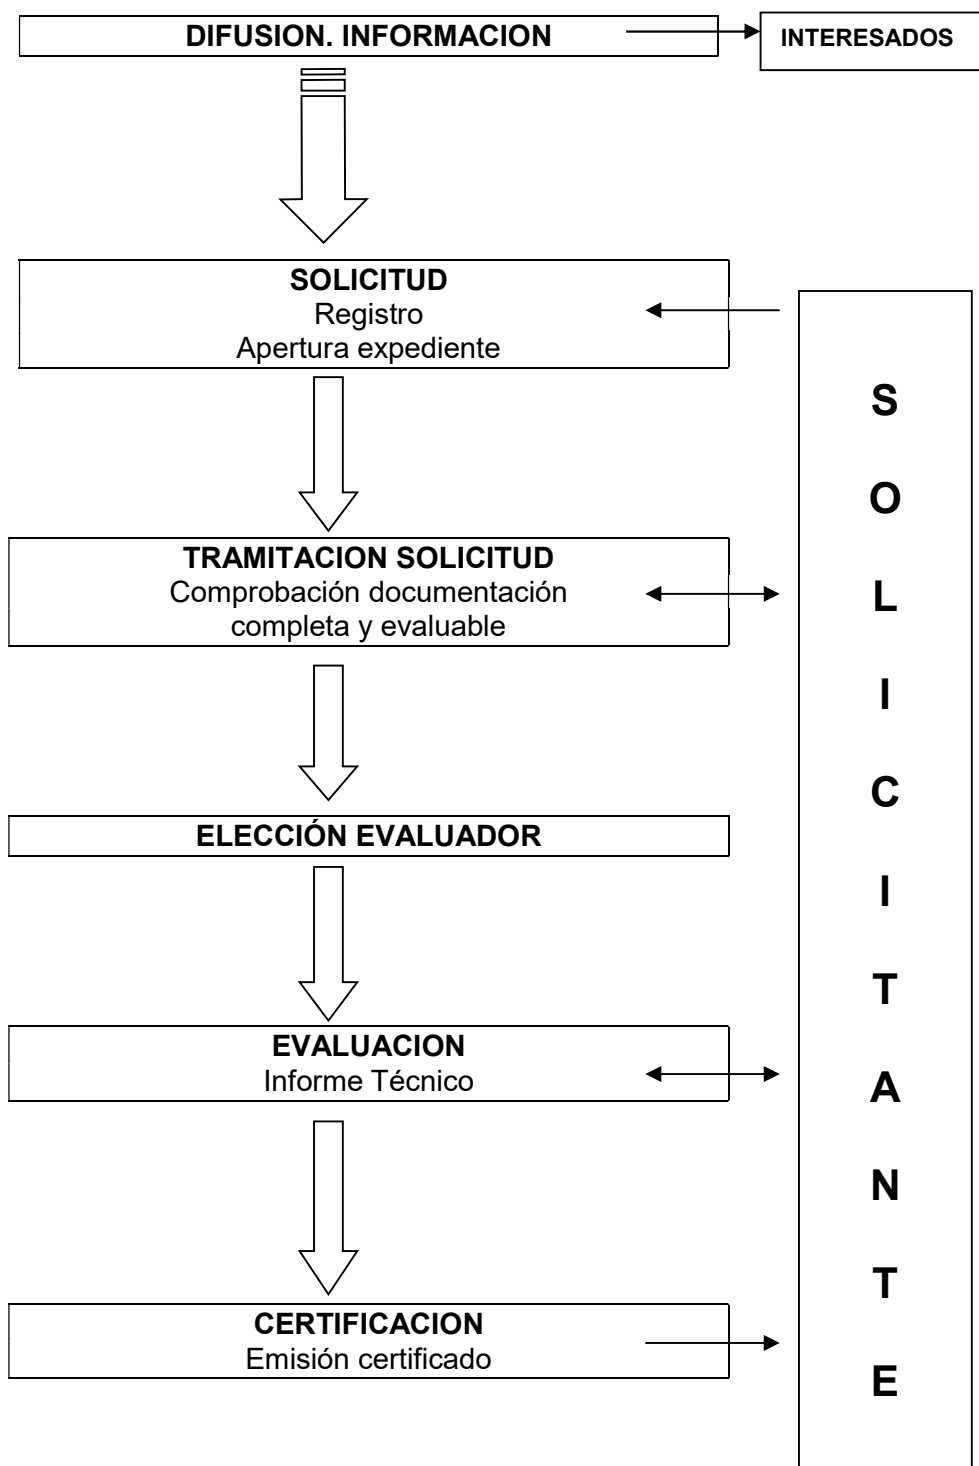 DIFUSION. INFORMACION
INTERESADOS
SOLICITUD
Registro
Apertura expediente
TRAMITACION SOLICITUD
Comprobación documentación
completa y evaluable
ELECCIÓN EVALUADOR
EVALUACION
Informe Técnico
CERTIFICACION
Emisión certificado
S
O
L
I
C
I
T
A
N
T
E